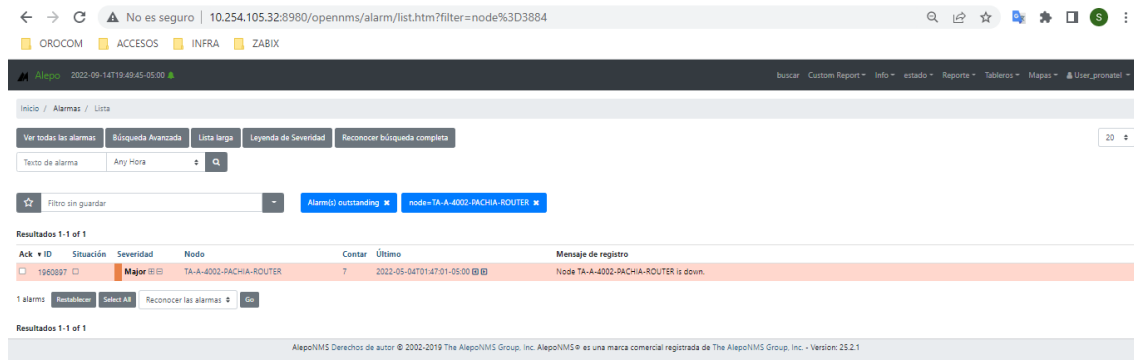 No es seguro | 10.254.105.32:8980/opennms/alarm/list.htm?filter=node%3D3884
S
OROCOM ACCESOS INFRA ZABIX
Alepo 2022-09-14T19:49:45-05:00 buscar Custom Report Info estado Reporte Tableros Mapas User_pronatel
Inicio / Alarmas / Lista
Ver todas las alarmas Búsqueda Avanzada Lista larga Leyenda de Severidad Reconocer búsqueda completa 20
Texto de alarma Any Hora
Filtro sin guardar Alarm(s) outstanding node=TA-A-4002-PACHIA-ROUTER
Resultados 1-1 of 1
Ack ID Situación Severidad Nodo Contar Último Mensaje de registro
1960897 Major TA-A-4002-PACHIA-ROUTER 7 2022-05-04T01:47:01-05:00 Node TA-A-4002-PACHIA-ROUTER is down.
1 alarms Restablecer Select All Reconocer las alarmas Go
Resultados 1-1 of 1
AlepoNMS Derechos de autor © 2002-2019 The AlepoNMS Group, Inc. AlepoNMS® es una marca comercial registrada de The AlepoNMS Group, Inc. - Version: 25.2.1